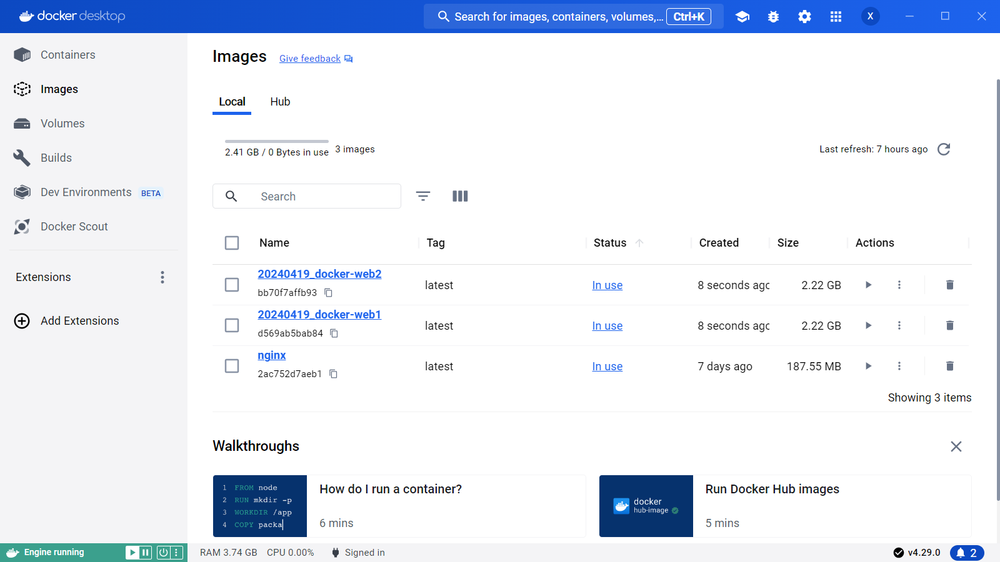 docker desktop
Search for images, containers, volumes,... Ctrl+K
X
Containers
Images
Volumes
Builds
Dev Environments BETA
Docker Scout
Extensions
Add Extensions
Images Give feedback
Local Hub
2.41 GB / 0 Bytes in use 3 images
Last refresh: 7 hours ago
Search
Name Tag Status Created Size Actions
20240419_docker-web2
bb70f7affb93
latest In use 8 seconds agc 2.22 GB
20240419_docker-web1
d569ab5bab84
latest In use 8 seconds agc 2.22 GB
nginx
2ac752d7aeb1
latest In use 7 days ago 187.55 MB
Showing 3 items
Walkthroughs
1 FROM node
2 RUN mkdir -p
3 WORKDIR /app
4 COPY packa
How do I run a container?
6 mins
docker
hub-image
Run Docker Hub images
5 mins
Engine running
RAM 3.74 GB CPU 0.00% Signed in
v4.29.0 2